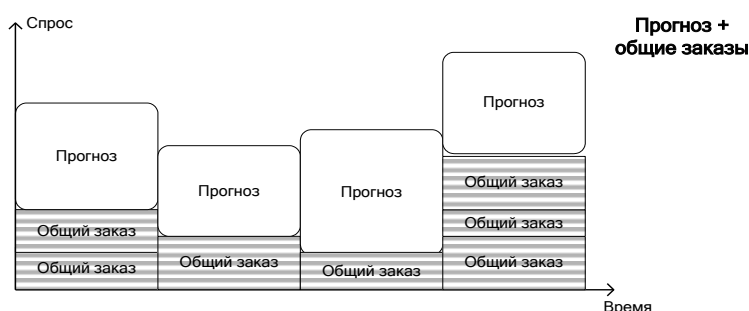 Спрос
Прогноз +
общие заказы
Прогноз
Прогноз
Прогноз
Прогноз
Общий заказ
Общий заказ
Общий заказ
Общий заказ
Общий заказ
Общий заказ
Общий заказ
Время